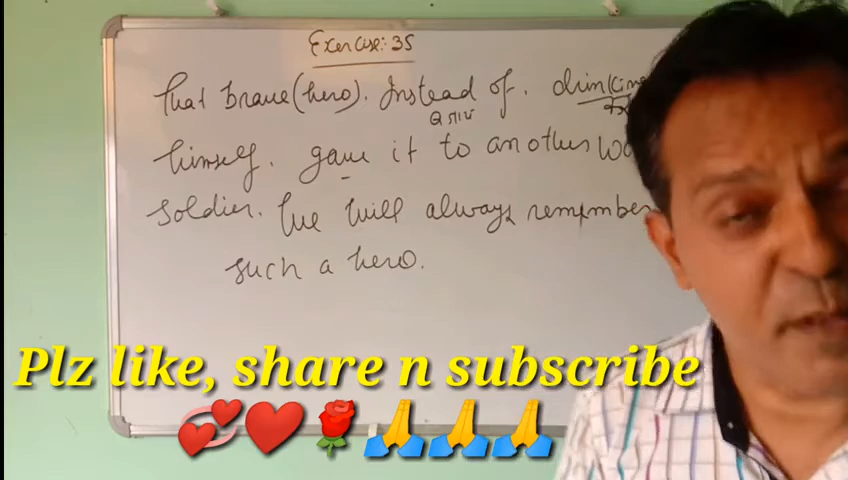 Exercise: 35
That brave (hero). Instead of. drinking
himself. gave it to another
soldier. We will always remember
such a hero.
Plz like, share n subscribe